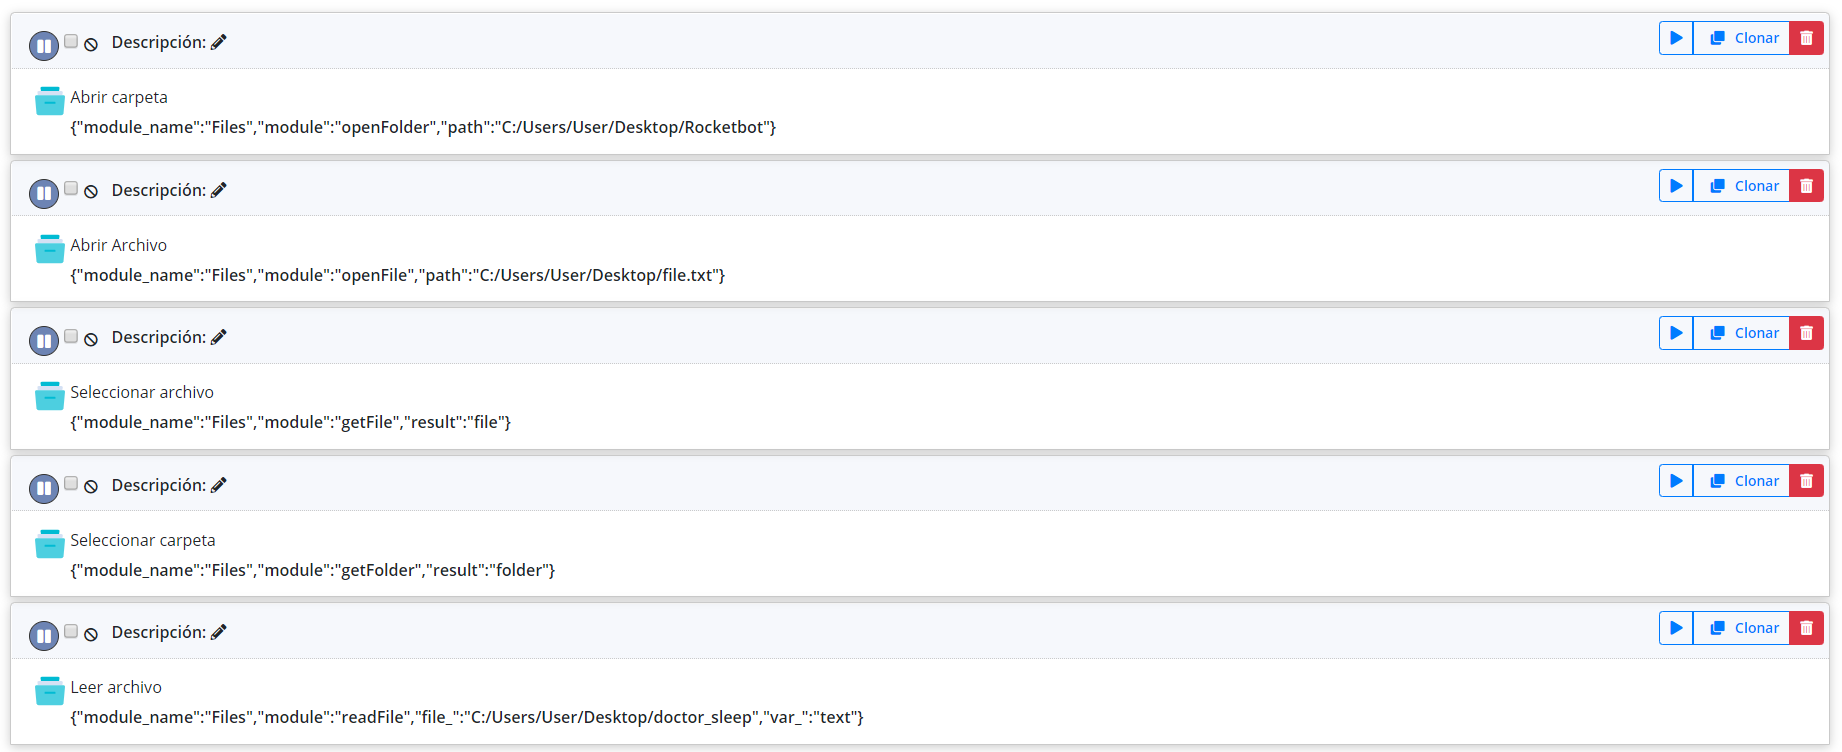 Descripción:
Clonar
Abrir carpeta
{"module_name":"Files","module":"openFolder","path":"C:/Users/User/Desktop/Rocketbot"}
Descripción:
Clonar
Abrir Archivo
{"module_name":"Files","module":"openFile","path":"C:/Users/User/Desktop/file.txt"}
Descripción:
Clonar
Seleccionar archivo
{"module_name":"Files","module":"getFile","result":"file"}
Descripción:
Clonar
Seleccionar carpeta
{"module_name":"Files","module":"getFolder","result":"folder"}
Descripción:
Clonar
Leer archivo
{"module_name":"Files","module":"readFile","file_":"C:/Users/User/Desktop/doctor_sleep","var_":"text"}